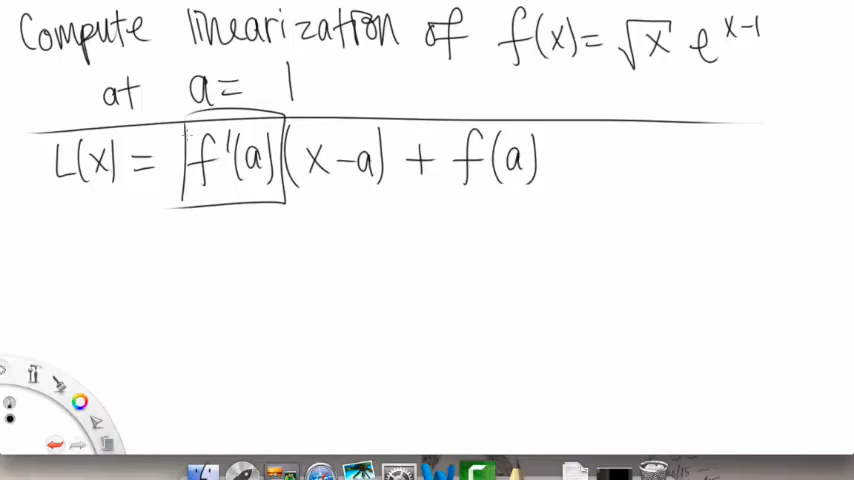 Compute linearization of f(x) = √x e^{x-1}
at a = 1
L(x) = f'(a) (x-a) + f(a)